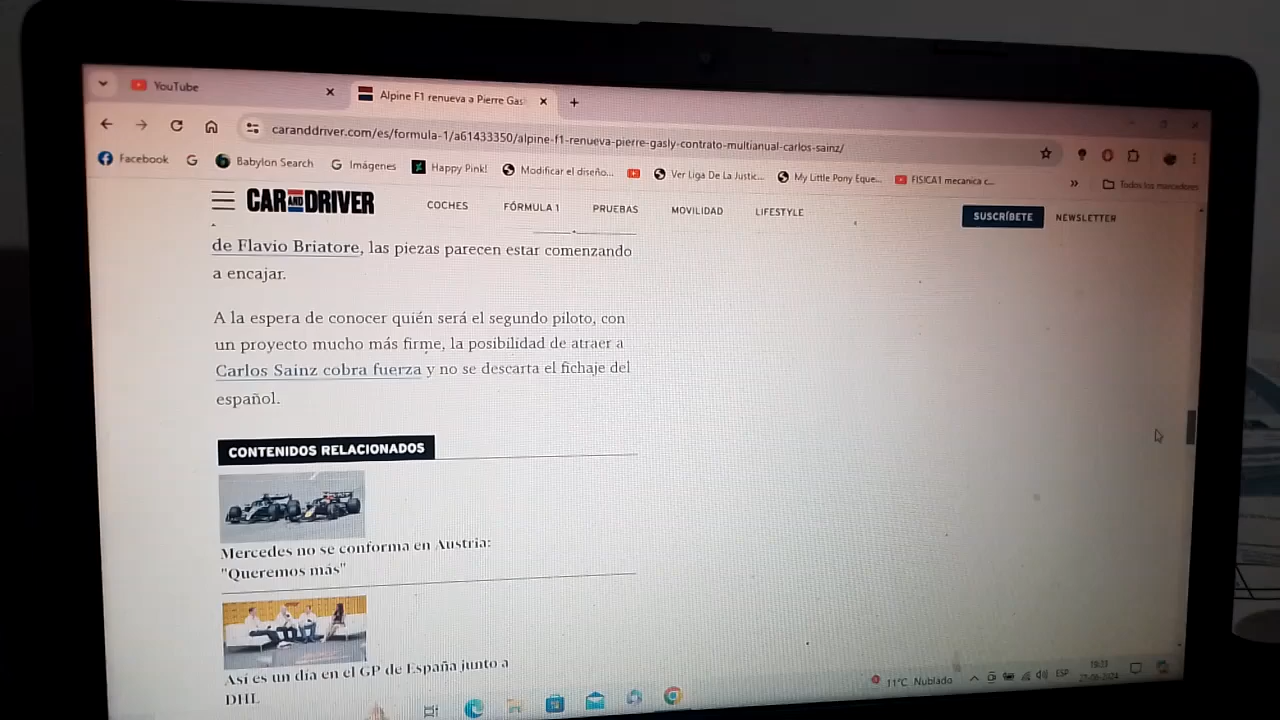 YouTube
Alpine F1 renueva a Pierre Gas
caranddriver.com/es/formula-1/a61433350/alpine-f1-renueva-pierre-gasly-contrato-multianual-carlos-sainz/
Facebook Babylon Search Imágenes Happy Pink! Modificar el diseño... Ver Liga De La Justic... My Little Pony Eque... FISICA1 mecanica c... » Todos los marcadores
CAR AND DRIVER COCHES FÓRMULA 1 PRUEBAS MOVILIDAD LIFESTYLE SUSCRÍBETE NEWSLETTER
de Flavio Briatore, las piezas parecen estar comenzando
a encajar.
A la espera de conocer quién será el segundo piloto, con
un proyecto mucho más firme, la posibilidad de atraer a
Carlos Sainz cobra fuerza y no se descarta el fichaje del
español.
CONTENIDOS RELACIONADOS
Mercedes no se conforma en Austria:
"Queremos más"
Así es un día en el GP de España junto a
DHL
11°C Nublado ESP